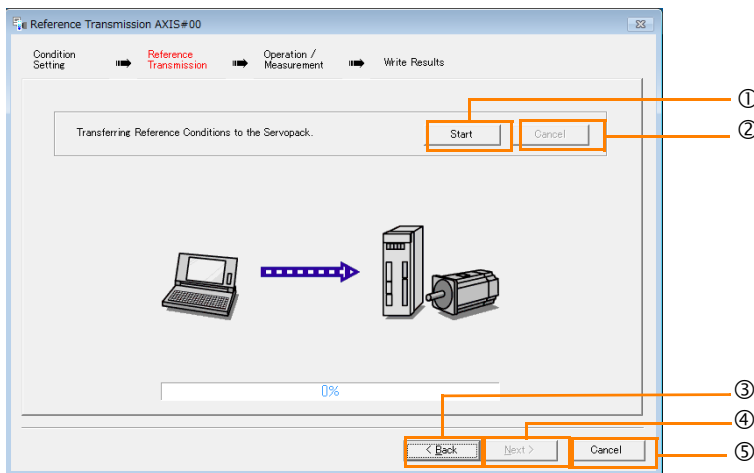 Reference Transmission AXIS#00
Condition Setting
Reference Transmission
Operation / Measurement
Write Results
Transferring Reference Conditions to the Servopack.
Start
Cancel
①
②
0%
③
④
< Back
Next >
Cancel
⑤